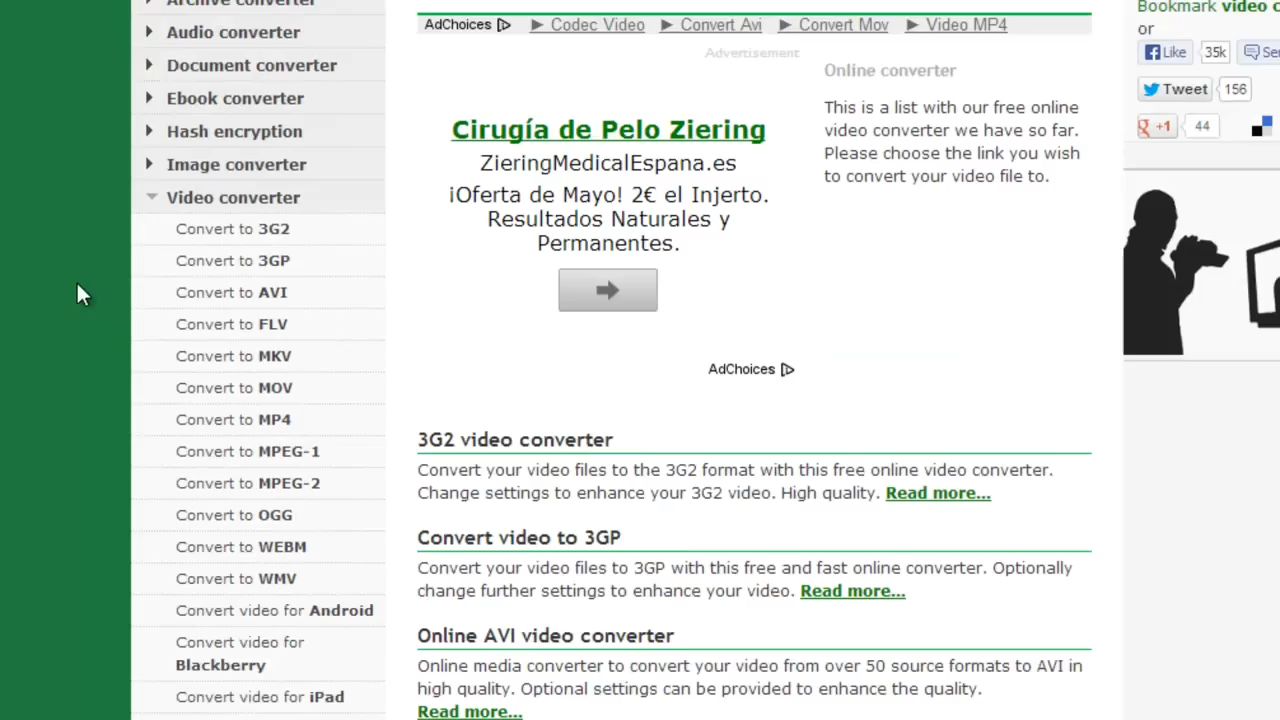 Archive converter
Audio converter
Document converter
Ebook converter
Hash encryption
Image converter
Video converter
Convert to 3G2
Convert to 3GP
Convert to AVI
Convert to FLV
Convert to MKV
Convert to MOV
Convert to MP4
Convert to MPEG-1
Convert to MPEG-2
Convert to OGG
Convert to WEBM
Convert to WMV
Convert video for Android
Convert video for
Blackberry
Convert video for iPad
AdChoices ► Codec Video ► Convert Avi ► Convert Mov ► Video MP4
Advertisement
Cirugía de Pelo Ziering
ZieringMedicalEspana.es
¡Oferta de Mayo! 2€ el Injerto.
Resultados Naturales y
Permanentes.
AdChoices
Online converter
This is a list with our free online
video converter we have so far.
Please choose the link you wish
to convert your video file to.
3G2 video converter
Convert your video files to the 3G2 format with this free online video converter.
Change settings to enhance your 3G2 video. High quality. Read more...
Convert video to 3GP
Convert your video files to 3GP with this free and fast online converter. Optionally
change further settings to enhance your video. Read more...
Online AVI video converter
Online media converter to convert your video from over 50 source formats to AVI in
high quality. Optional settings can be provided to enhance the quality.
Read more...
Bookmark video c
or
Like 35k Se
Tweet 156
g +1 44